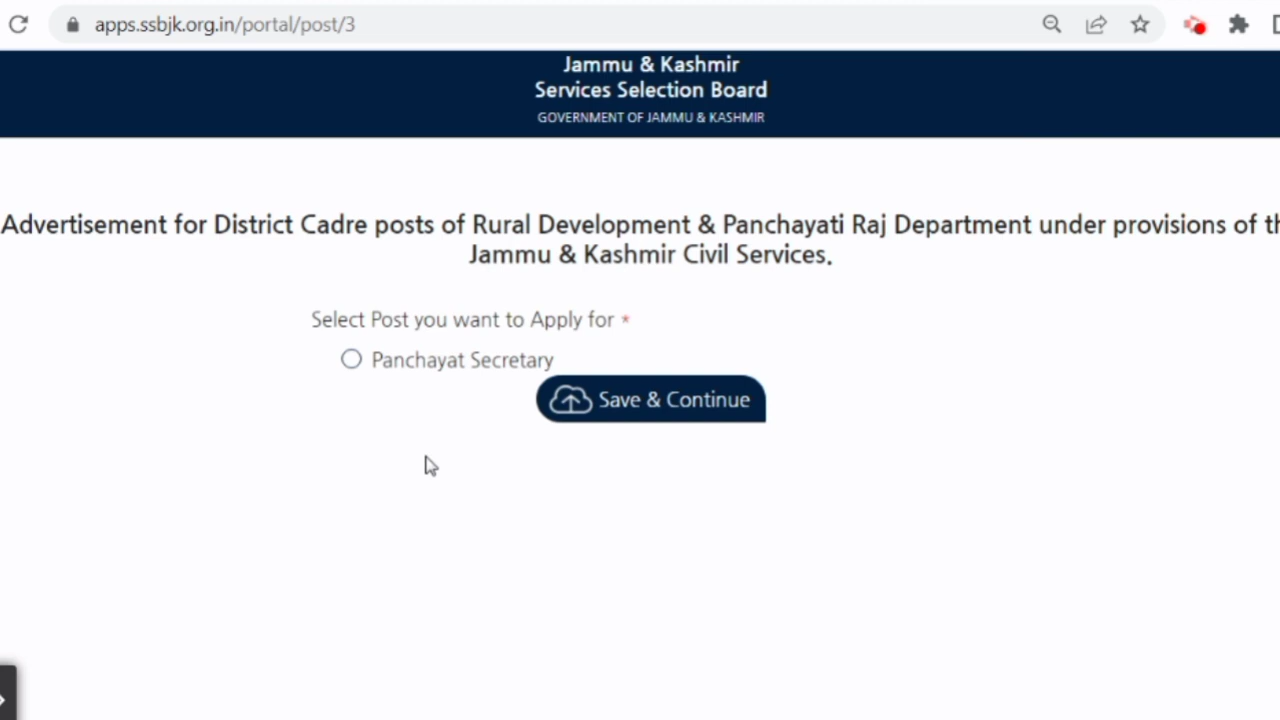 apps.ssbjk.org.in/portal/post/3
Jammu & Kashmir
Services Selection Board
GOVERNMENT OF JAMMU & KASHMIR
Advertisement for District Cadre posts of Rural Development & Panchayati Raj Department under provisions of
Jammu & Kashmir Civil Services.
Select Post you want to Apply for *
Panchayat Secretary
Save & Continue